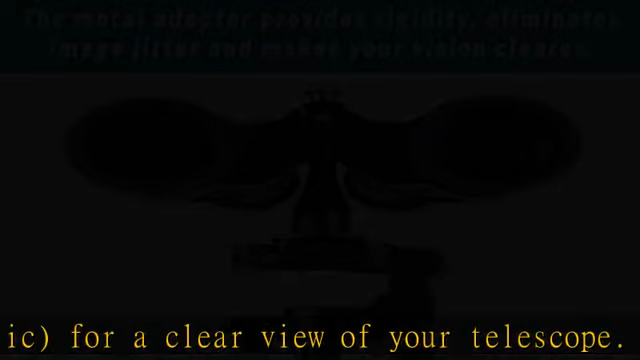 The metal adapter provides rigidity, eliminates
image jitter and makes your vision clearer.
ic) for a clear view of your telescope.